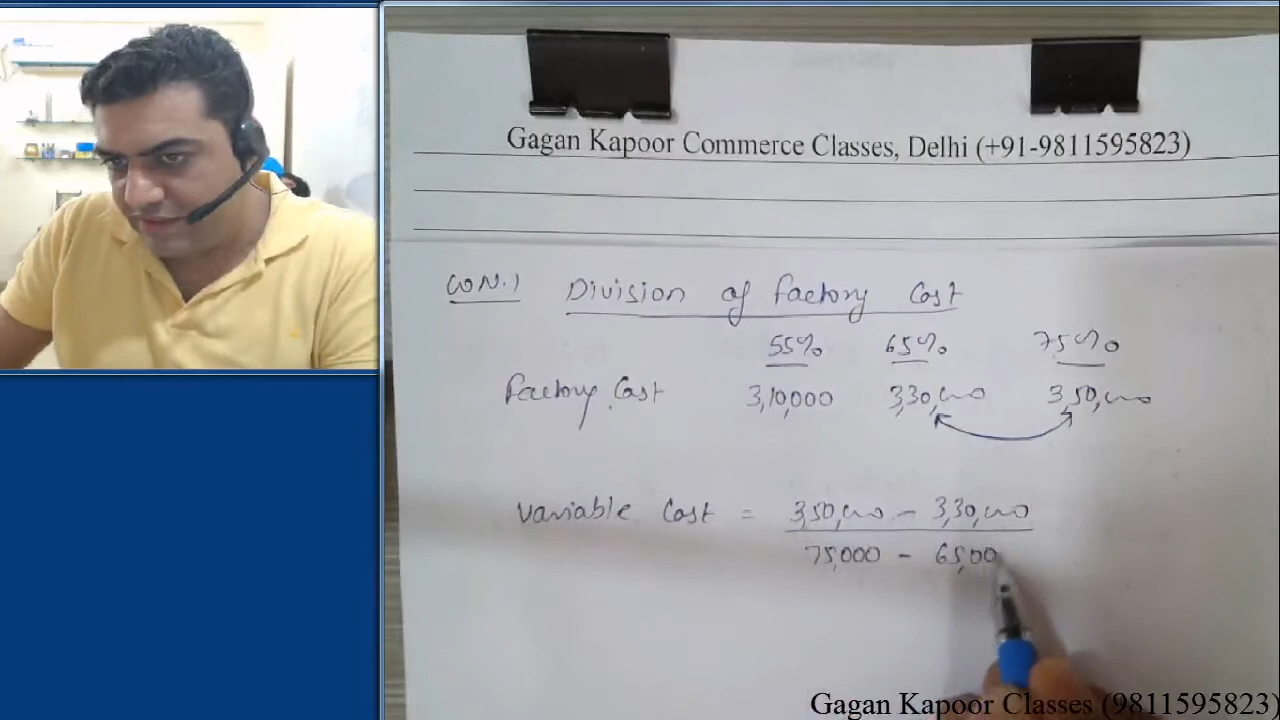 Gagan Kapoor Commerce Classes, Delhi (+91-9811595823)
W.N.1 Division of Factory Cost
55% 65% 75%
Factory Cost 3,10,000 3,30,000 3,50,000
Variable Cost = 3,50,000 - 3,30,000
75,000 - 65,00
Gagan Kapoor Classes (9811595823)